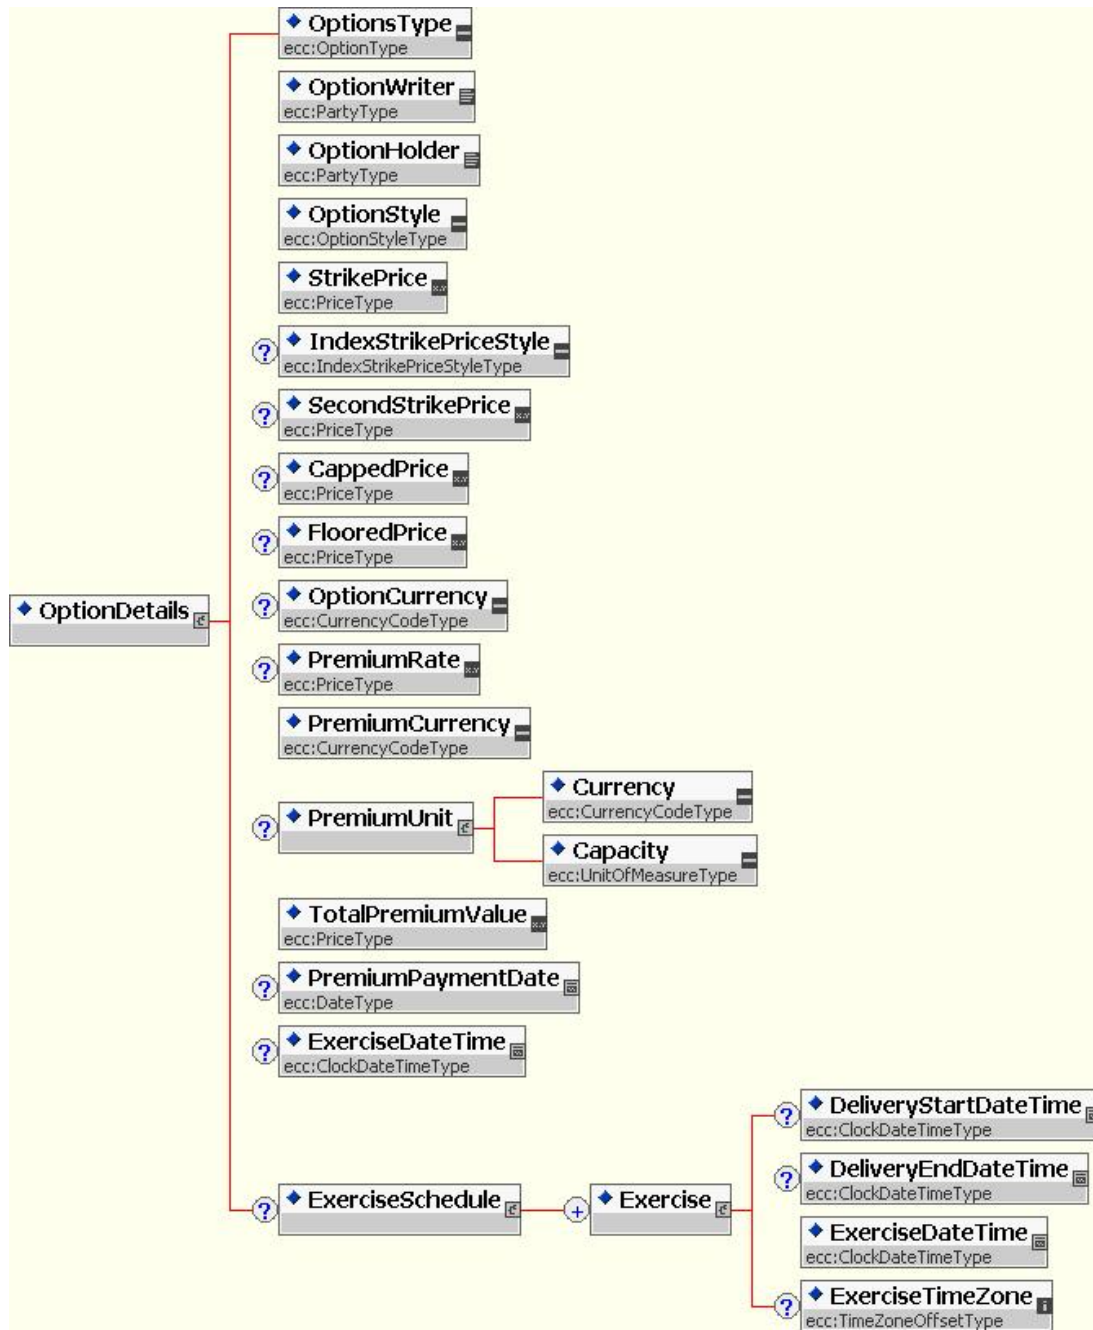 OptionsType
ecc:OptionType
OptionWriter
ecc:PartyType
OptionHolder
ecc:PartyType
OptionStyle
ecc:OptionStyleType
StrikePrice
ecc:PriceType
? IndexStrikePriceStyle
ecc:IndexStrikePriceStyleType
? SecondStrikePrice
ecc:PriceType
? CappedPrice
ecc:PriceType
? FlooredPrice
ecc:PriceType
? OptionCurrency
ecc:CurrencyCodeType
OptionDetails
? PremiumRate
ecc:PriceType
PremiumCurrency
ecc:CurrencyCodeType
? PremiumUnit
Currency
ecc:CurrencyCodeType
Capacity
ecc:UnitOfMeasureType
TotalPremiumValue
ecc:PriceType
? PremiumPaymentDate
ecc:DateType
? ExerciseDateTime
ecc:ClockDateTimeType
? ExerciseSchedule
+ Exercise
? DeliveryStartDateTime
ecc:ClockDateTimeType
? DeliveryEndDateTime
ecc:ClockDateTimeType
ExerciseDateTime
ecc:ClockDateTimeType
? ExerciseTimeZone
ecc:TimeZoneOffsetType